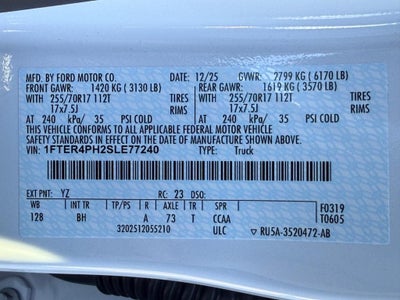 MFD. BY FORD MOTOR CO. 12/25 GVWR: 2799 KG ( 6170 LB)
FRONT GAWR: 1420 KG ( 3130 LB) REAR GAWR: 1619 KG ( 3570 LB)
WITH 255/70R17 112T WITH 255/70R17 112T
17x7.5J 17x7.5J
AT 240 kPa/ 35 PSI COLD AT 240 kPa/ 35 PSI COLD
THIS VEHICLE CONFORMS TO ALL APPLICABLE FEDERAL MOTOR VEHICLE
SAFETY STANDARDS IN EFFECT ON THE DATE OF MANUFACTURE SHOWN ABOVE.
VIN: 1FTER4PH2SLE77240 TYPE: Truck
EXT PNT: YZ RC: 23 DSO:
WB INT TR TP/PS R AXLE TR SPR F0319
128 BH A 73 T CCAA T0605
3202512055210 ULC RU5A-3520472-AB